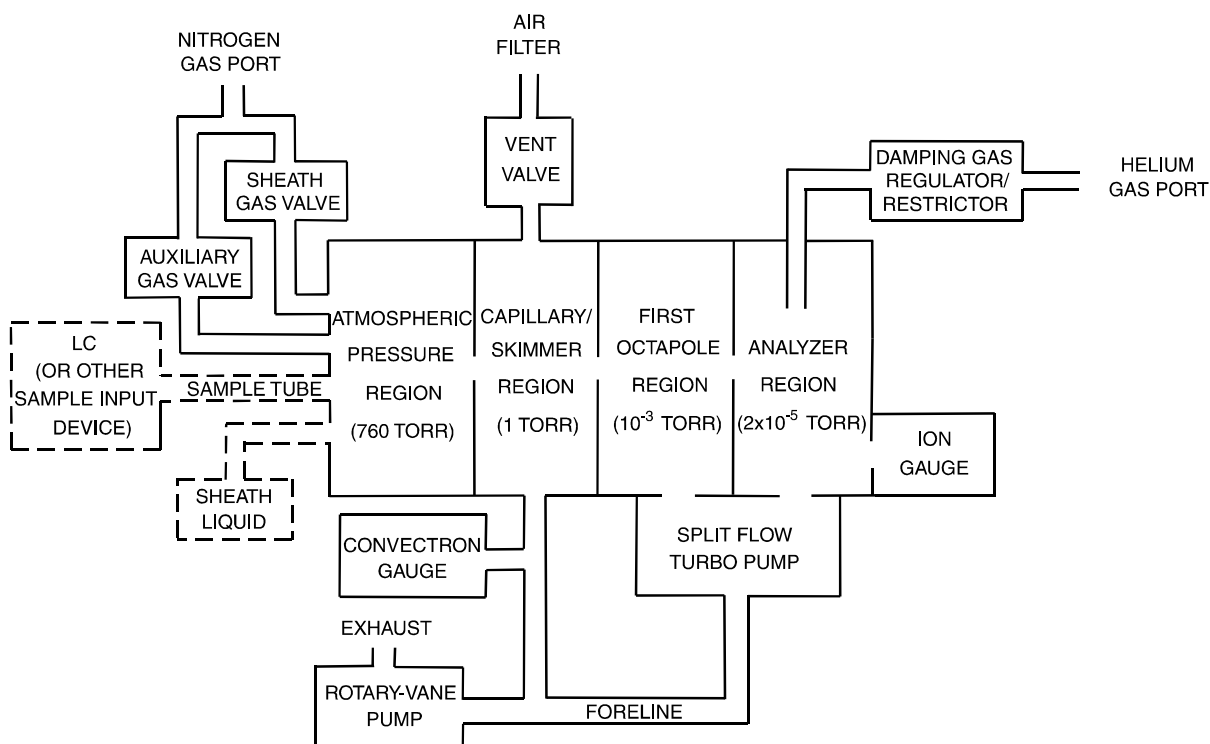 NITROGEN
GAS PORT
AIR
FILTER
VENT
VALVE
SHEATH
GAS VALVE
DAMPING GAS
REGULATOR/
RESTRICTOR
HELIUM
GAS PORT
AUXILIARY
GAS VALVE
LC
(OR OTHER
SAMPLE INPUT
DEVICE)
SAMPLE TUBE
ATMOSPHERIC
PRESSURE
REGION
(760 TORR)
CAPILLARY/
SKIMMER
REGION
(1 TORR)
FIRST
OCTAPOLE
REGION
(10⁻³ TORR)
ANALYZER
REGION
(2x10⁻⁵ TORR)
ION
GAUGE
SHEATH
LIQUID
CONVECTRON
GAUGE
SPLIT FLOW
TURBO PUMP
EXHAUST
ROTARY-VANE
PUMP
FORELINE